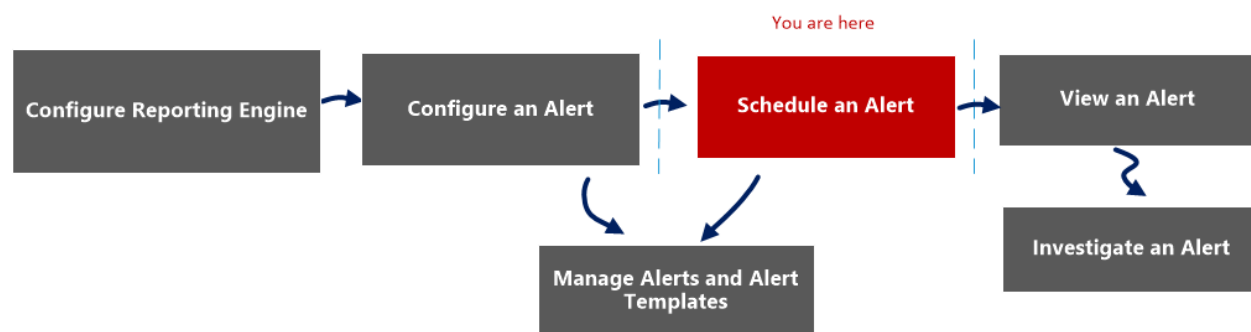 You are here
Configure Reporting Engine
Configure an Alert
Schedule an Alert
View an Alert
Manage Alerts and Alert
Templates
Investigate an Alert